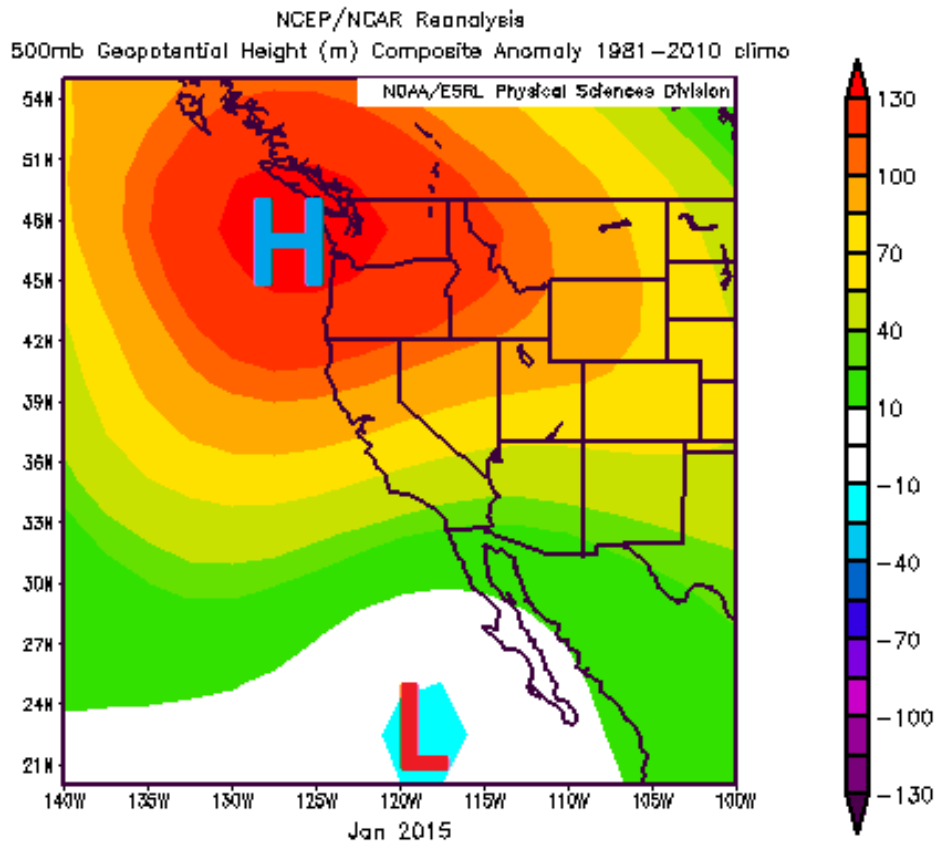 NCEP/NCAR Reanalysis
500mb Geopotential Height (m) Composite Anomaly 1981-2010 climo
NOAA/ESRL Physical Sciences Division
54N
51N
48N
45N
42N
39N
36N
33N
30N
27N
24N
21N
H
L
140W 135W 130W 125W 120W 115W 110W 105W 100W
Jan 2015
130
100
70
40
10
-10
-40
-70
-100
-130